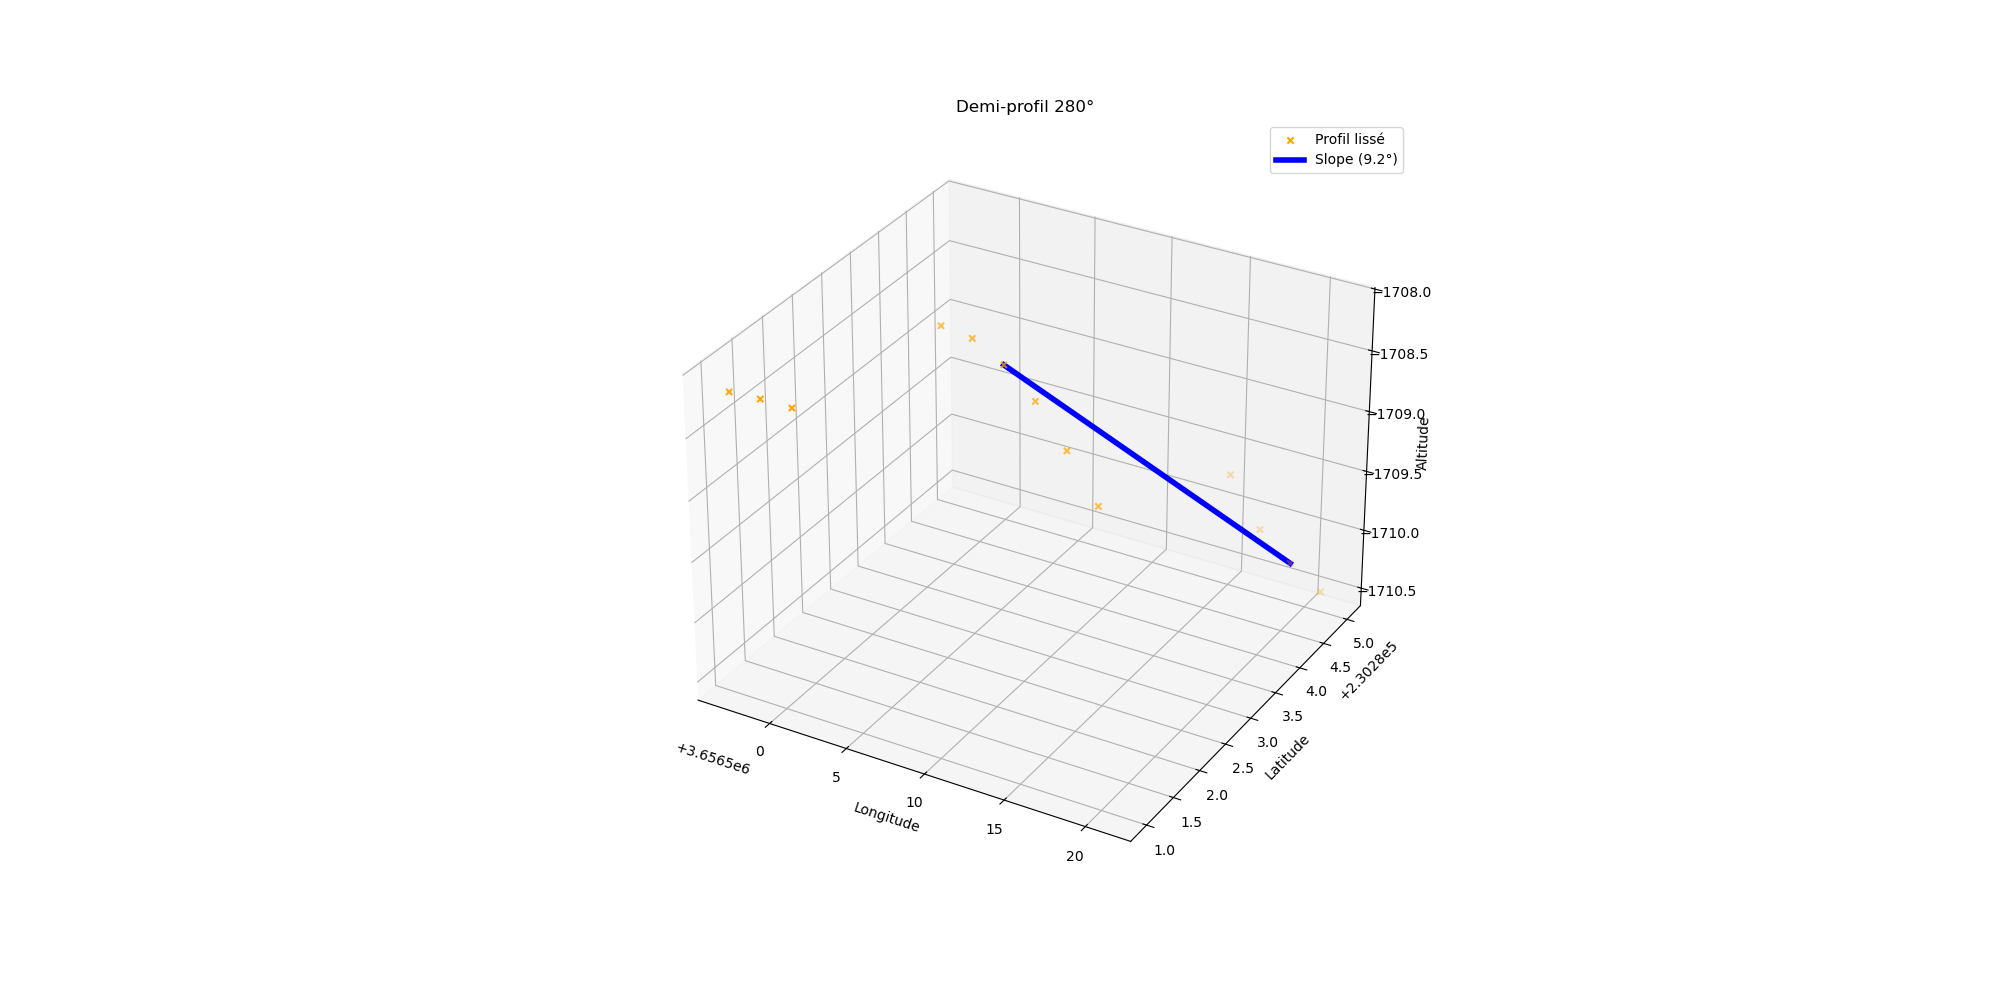 Demi-profil 280°
Profil lissé
Slope (9.2°)
−1708.0
−1708.5
−1709.0
−1709.5
−1710.0
−1710.5
Altitude
5.0
4.5
4.0
3.5
3.0
2.5
2.0
1.5
1.0
+2.3028e5
Latitude
0
5
10
15
20
+3.6565e6
Longitude